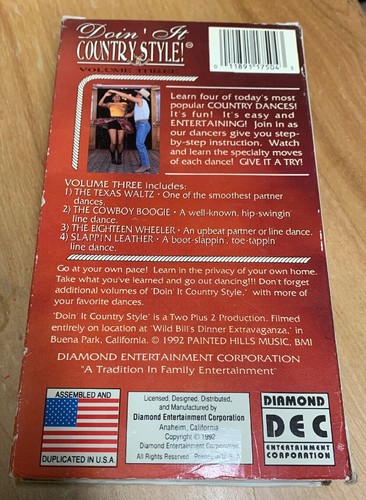 Doin' It
COUNTRY STYLE!®
VOLUME THREE
0 11891 17504
Learn four of today's most
popular COUNTRY DANCES!
It's fun! It's easy and
ENTERTAINING! Join in as
our dancers give you step-
by-step instruction. Watch
and learn the specialty moves
of each dance! GIVE IT A TRY!
VOLUME THREE includes:
1) THE TEXAS WALTZ • One of the smoothest partner
dances.
2) THE COWBOY BOOGIE • A well-known, hip-swingin'
line dance.
3) THE EIGHTEEN WHEELER • An upbeat partner or line dance.
4) SLAPPIN LEATHER • A boot-slappin', toe-tappin'
line dance.
Go at your own pace! Learn in the privacy of your own home.
Take what you've learned and go out dancing!!! Don't forget
additional volumes of "Doin' It Country Style," with more of
your favorite dances.
"Doin' It Country Style" is a Two Plus 2 Production. Filmed
entirely on location at "Wild Bill's Dinner Extravaganza," in
Buena Park, California. © 1992 PAINTED HILLS MUSIC, BMI
DIAMOND ENTERTAINMENT CORPORATION
"A Tradition In Family Entertainment"
ASSEMBLED AND
DUPLICATED IN U.S.A.
Licensed, Designed, Distributed,
and Manufactured by
Diamond Entertainment Corporation
Anaheim, California
Copyright © 1992
Diamond Entertainment Corporation
All Rights Reserved Printed in U.S.A.
DIAMOND
DEC
ENTERTAINMENT
CORPORATION